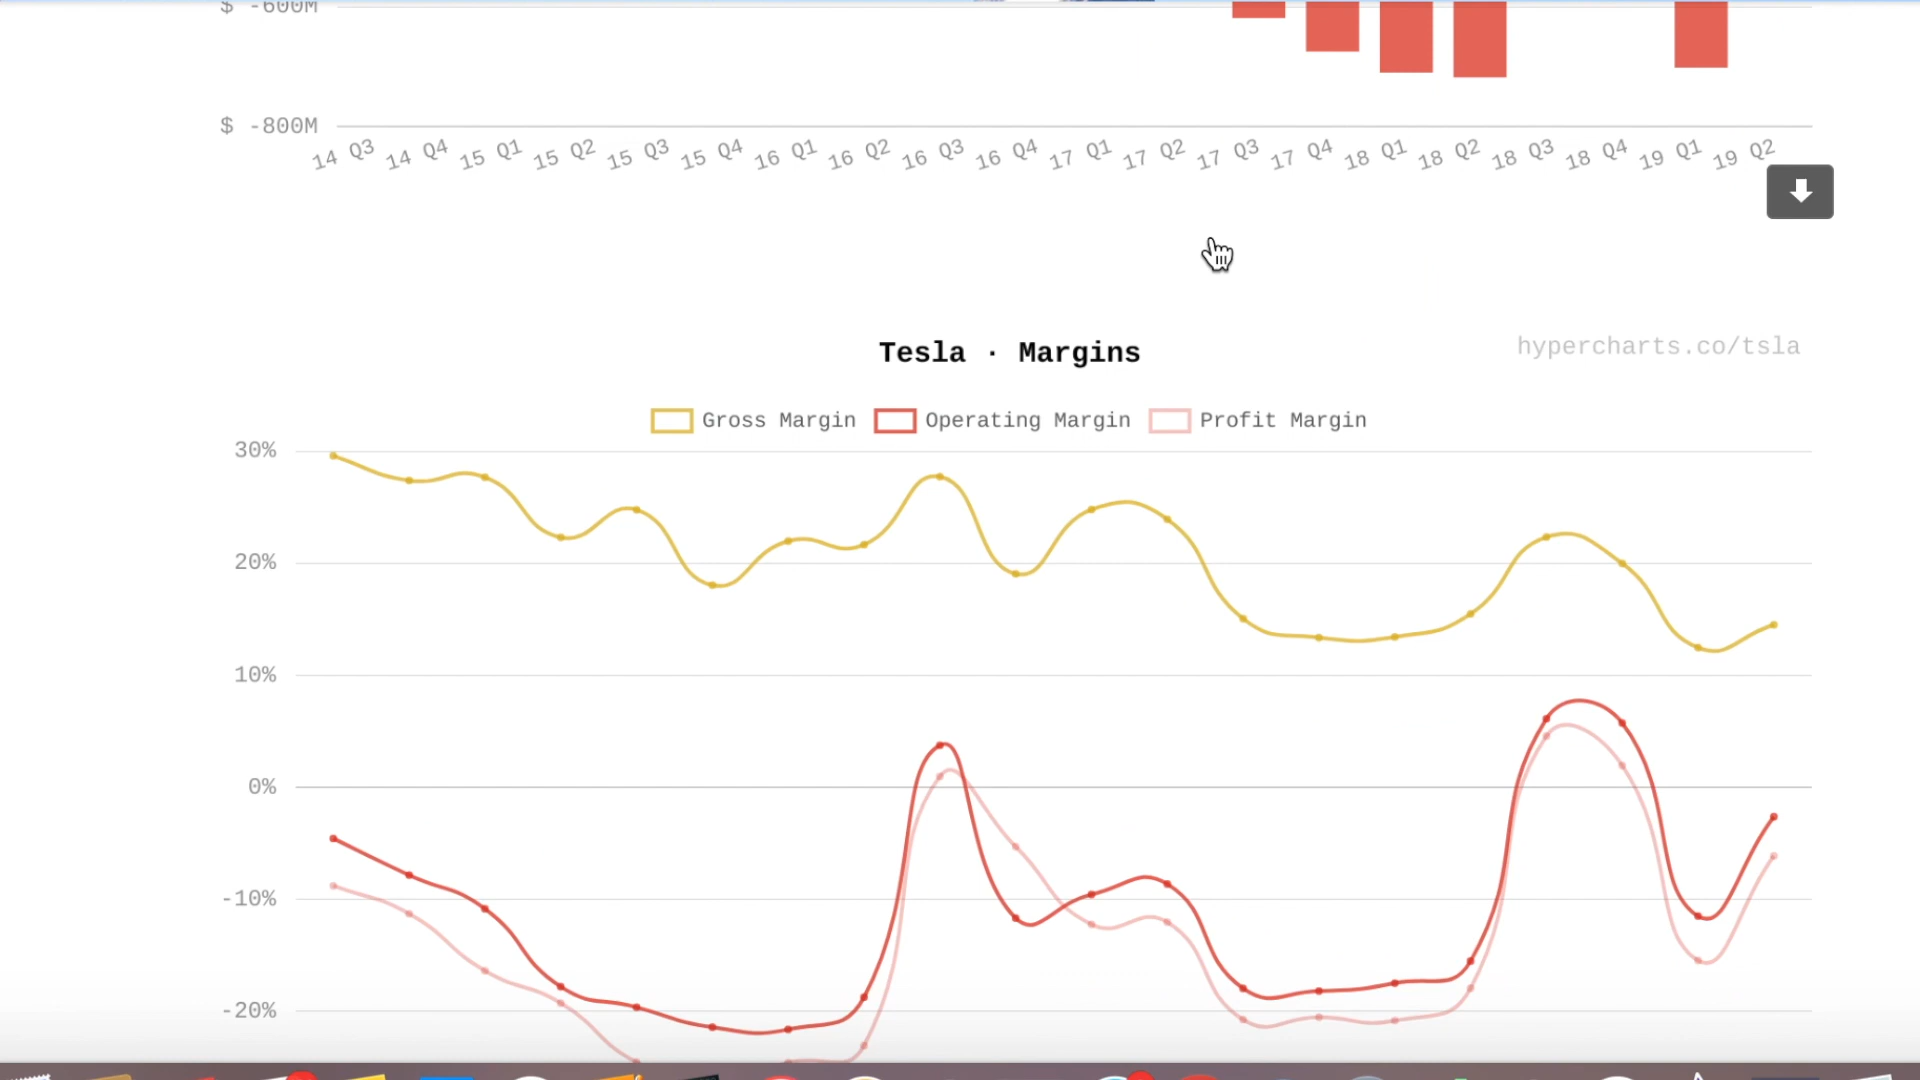 $ -600M
$ -800M
14 Q3 14 Q4 15 Q1 15 Q2 15 Q3 15 Q4 16 Q1 16 Q2 16 Q3 16 Q4 17 Q1 17 Q2 17 Q3 17 Q4 18 Q1 18 Q2 18 Q3 18 Q4 19 Q1 19 Q2
Tesla · Margins
hypercharts.co/tsla
Gross Margin Operating Margin Profit Margin
30%
20%
10%
0%
-10%
-20%